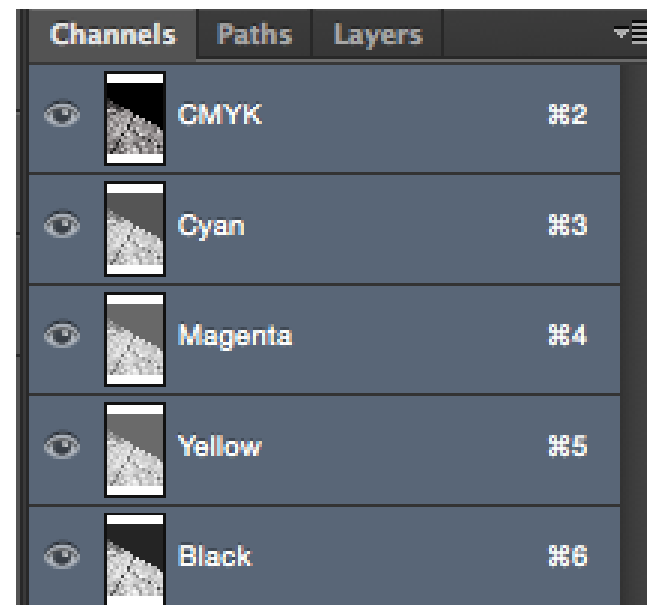 Channels Paths Layers
CMYK ⌘2
Cyan ⌘3
Magenta ⌘4
Yellow ⌘5
Black ⌘6